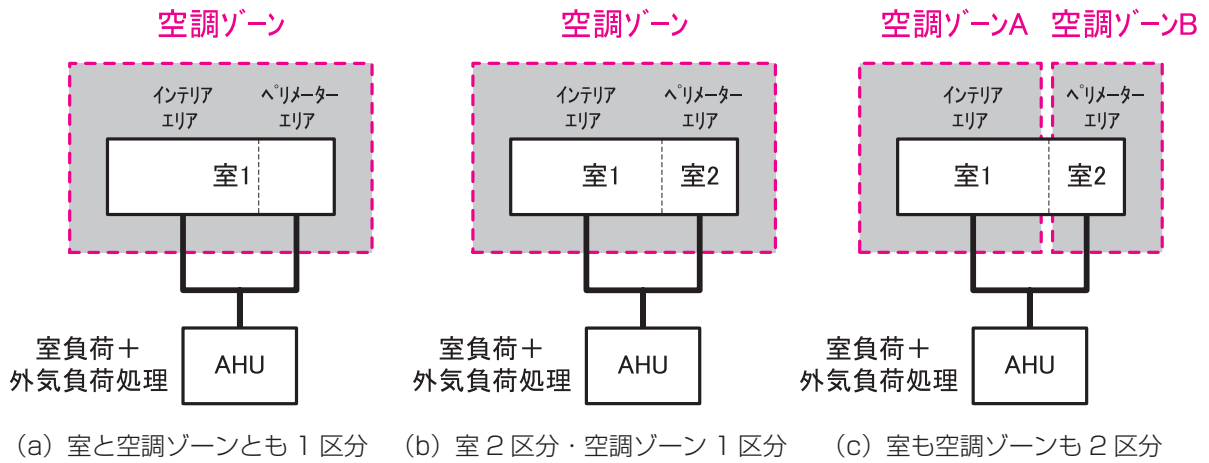 空調ゾーン
インテリア
エリア
ペリメーター
エリア
室1
室負荷＋
外気負荷処理
AHU
(a) 室と空調ゾーンとも 1 区分
空調ゾーン
インテリア
エリア
ペリメーター
エリア
室1
室2
室負荷＋
外気負荷処理
AHU
(b) 室 2 区分・空調ゾーン 1 区分
空調ゾーンA
空調ゾーンB
インテリア
エリア
ペリメーター
エリア
室1
室2
室負荷＋
外気負荷処理
AHU
(c) 室も空調ゾーンも 2 区分